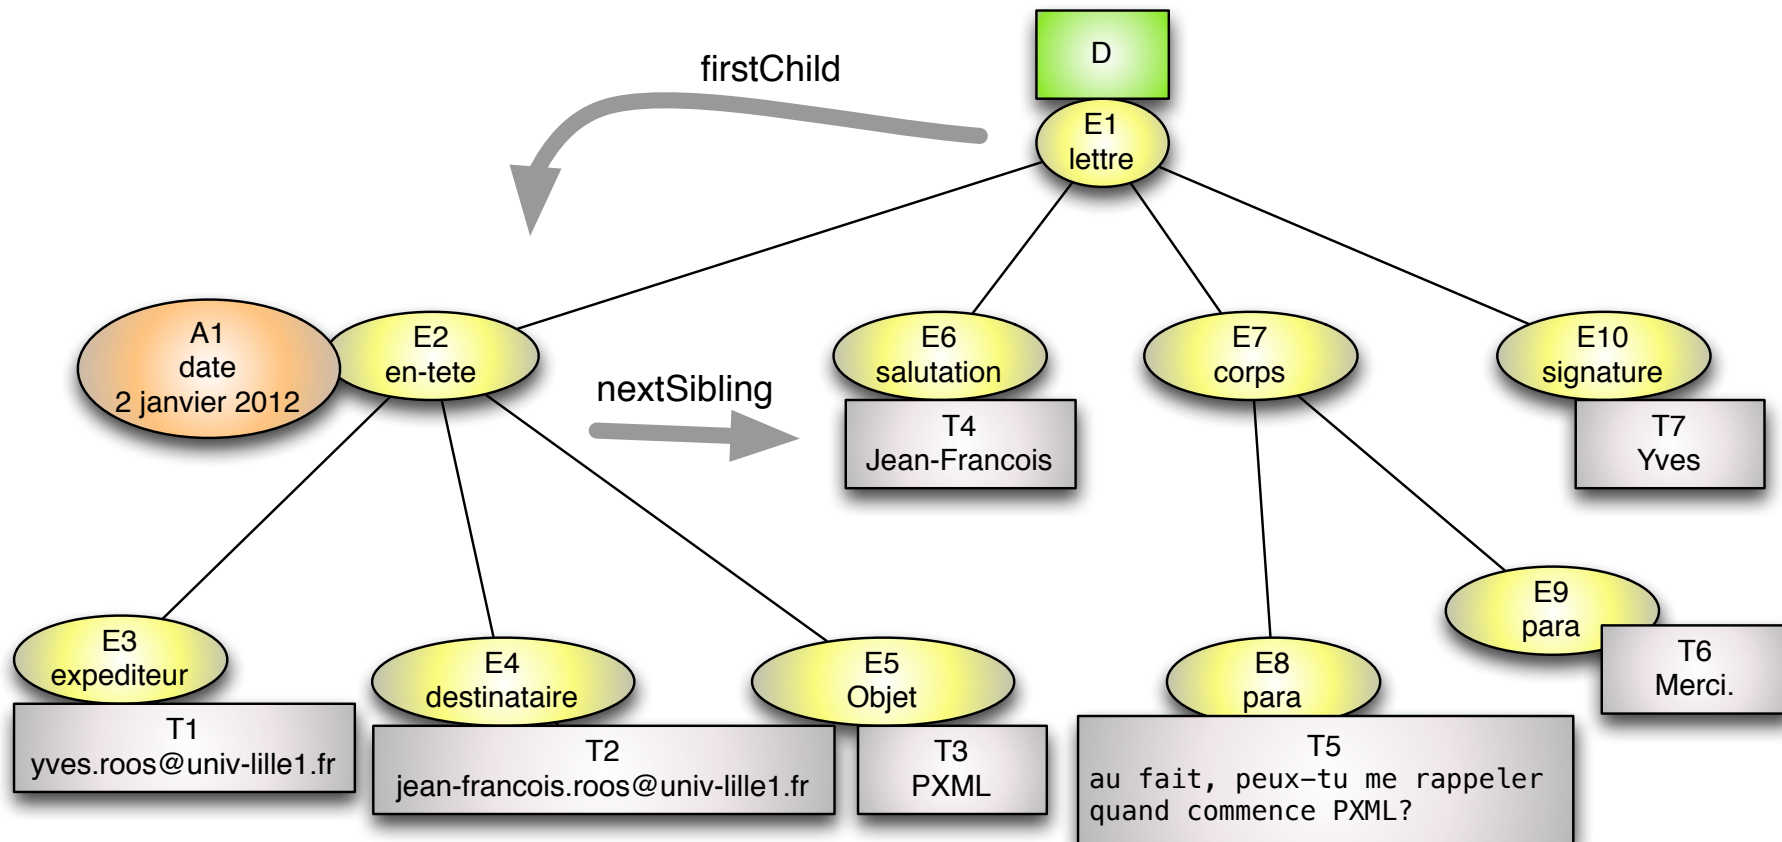 D
firstChild
E1
lettre
A1
date
2 janvier 2012
E2
en-tete
nextSibling
E6
salutation
T4
Jean-Francois
E7
corps
E10
signature
T7
Yves
E3
expediteur
T1
yves.roos@univ-lille1.fr
E4
destinataire
T2
jean-francois.roos@univ-lille1.fr
E5
Objet
T3
PXML
E8
para
T5
au fait, peux-tu me rappeler
quand commence PXML?
E9
para
T6
Merci.